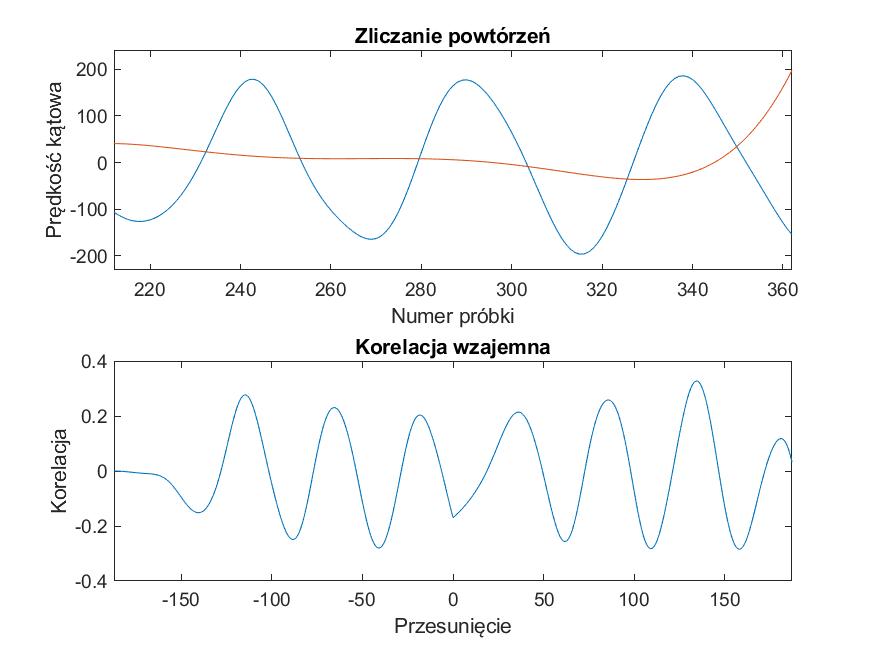 Zliczanie powtórzeń
200
100
0
-100
-200
Prędkość kątowa
220 240 260 280 300 320 340 360
Numer próbki
Korelacja wzajemna
0.4
0.2
0
-0.2
-0.4
Korelacja
-150 -100 -50 0 50 100 150
Przesunięcie